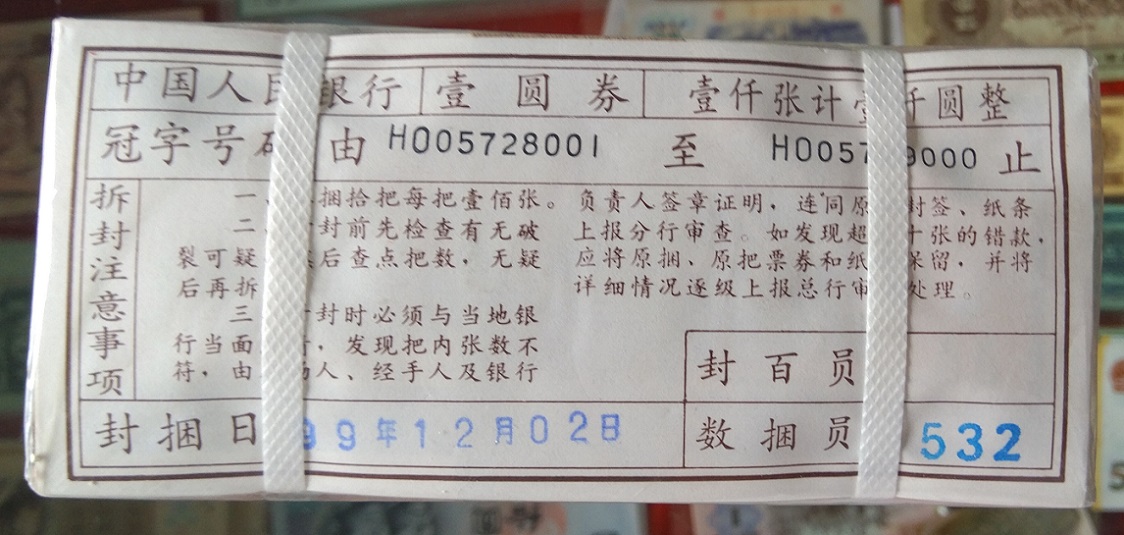 中国人民银行 壹圆券 壹仟张计壹仟圆整
冠字号码 由 H005728001 至 H005 9000 止
拆封注意事项
一、 捆拾把每把壹佰张。
二、 封前先检查有无破
裂可疑 后查点把数，无疑
后再拆
三 封时必须与当地银
行当面 ，发现把内张数不
符，由 人、经手人及银行
负责人签章证明，连同原 封签、纸条
上报分行审查。如发现超 十张的错款，
应将原捆、原把票券和纸 保留，并将
详细情况逐级上报总行审 处理。
封百员
封捆日 99年12月02日
数捆员 532